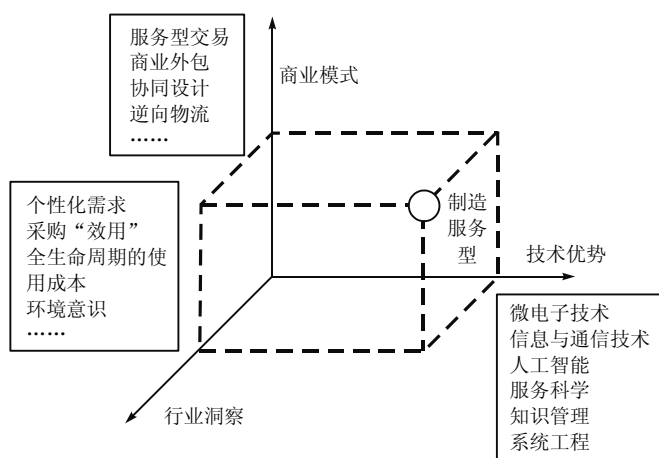 服务型交易
商业外包
协同设计
逆向物流
……
商业模式
个性化需求
采购“效用”
全生命周期的使
用成本
环境意识
……
制造
服务
型
技术优势
微电子技术
信息与通信技术
人工智能
服务科学
知识管理
系统工程
行业洞察